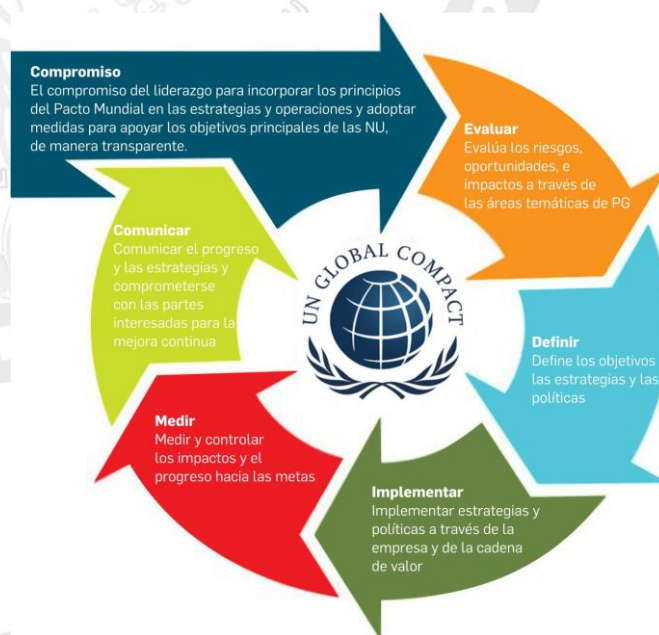 Compromiso
El compromiso del liderazgo para incorporar los principios
del Pacto Mundial en las estrategias y operaciones y adoptar
medidas para apoyar los objetivos principales de las NU,
de manera transparente.
Evaluar
Evalúa los riesgos,
oportunidades, e
impactos a través de
las áreas temáticas de PG
Definir
Define los objetivos
las estrategias y las
políticas
Implementar
Implementar estrategias y
políticas a través de la
empresa y de la cadena
de valor
Medir
Medir y controlar
los impactos y el
progreso hacia las metas
Comunicar
Comunicar el progreso
y las estrategias y
comprometerse
con las partes
interesadas para la
mejora continua
UN GLOBAL COMPACT